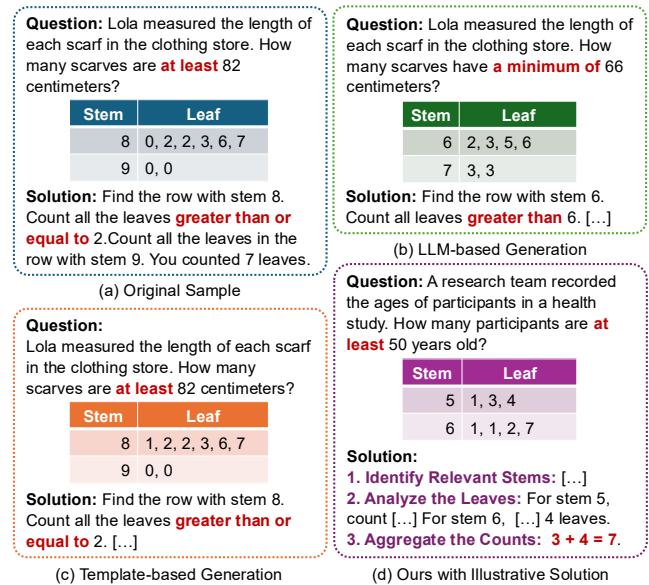 Question: Lola measured the length of
each scarf in the clothing store. How
many scarves are at least 82
centimeters?
Stem Leaf
8 0, 2, 2, 3, 6, 7
9 0, 0
Solution: Find the row with stem 8.
Count all the leaves greater than or
equal to 2.Count all the leaves in the
row with stem 9. You counted 7 leaves.
(a) Original Sample
Question: Lola measured the length of
each scarf in the clothing store. How
many scarves have a minimum of 66
centimeters?
Stem Leaf
6 2, 3, 5, 6
7 3, 3
Solution: Find the row with stem 6.
Count all leaves greater than 6. […]
(b) LLM-based Generation
Question:
Lola measured the length of each scarf
in the clothing store. How many
scarves are at least 82 centimeters?
Stem Leaf
8 1, 2, 2, 3, 6, 7
9 0, 0
Solution: Find the row with stem 8.
Count all the leaves greater than or
equal to 2. […]
(c) Template-based Generation
Question: A research team recorded
the ages of participants in a health
study. How many participants are at
least 50 years old?
Stem Leaf
5 1, 3, 4
6 1, 1, 2, 7
Solution:
1. Identify Relevant Stems: […]
2. Analyze the Leaves: For stem 5,
count […] For stem 6, […] 4 leaves.
3. Aggregate the Counts: 3 + 4 = 7.
(d) Ours with Illustrative Solution